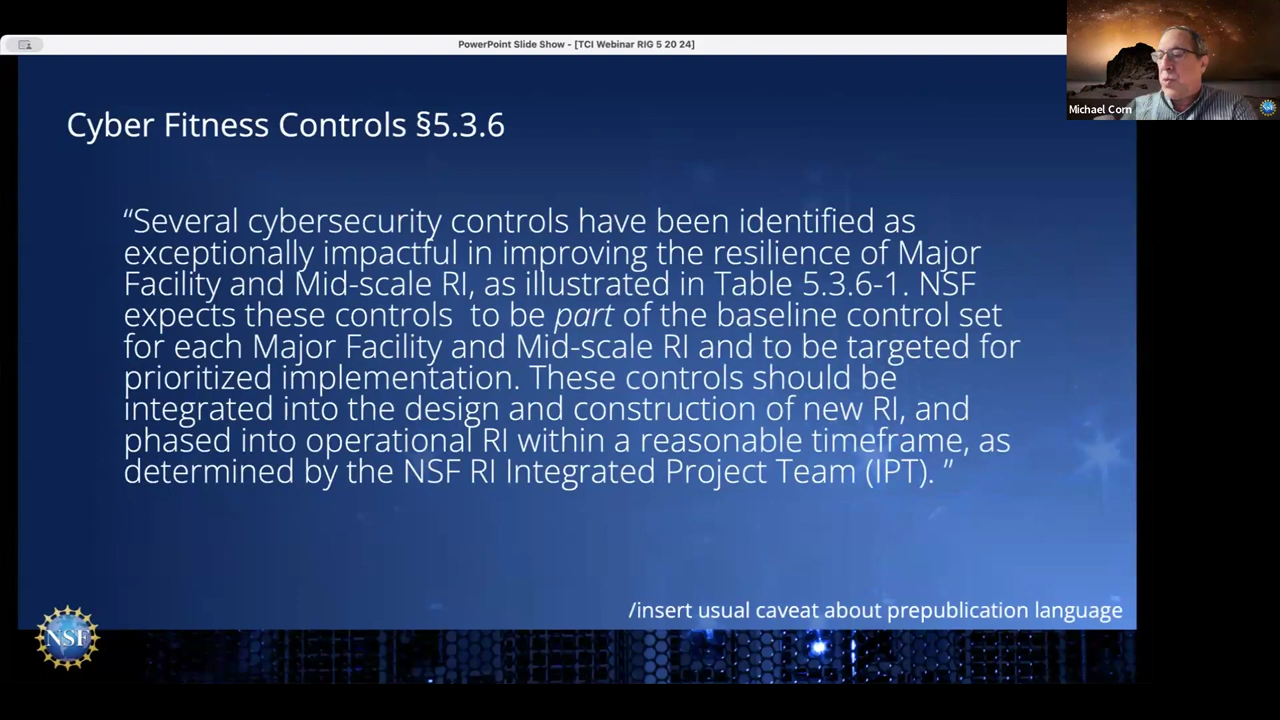 PowerPoint Slide Show - [TCI Webinar RIG 5 20 24]
Michael Corn
Cyber Fitness Controls §5.3.6
“Several cybersecurity controls have been identified as
exceptionally impactful in improving the resilience of Major
Facility and Mid-scale RI, as illustrated in Table 5.3.6-1. NSF
expects these controls  to be part of the baseline control set
for each Major Facility and Mid-scale RI and to be targeted for
prioritized implementation. These controls should be
integrated into the design and construction of new RI, and
phased into operational RI within a reasonable timeframe, as
determined by the NSF RI Integrated Project Team (IPT). ”
/insert usual caveat about prepublication language
NSF